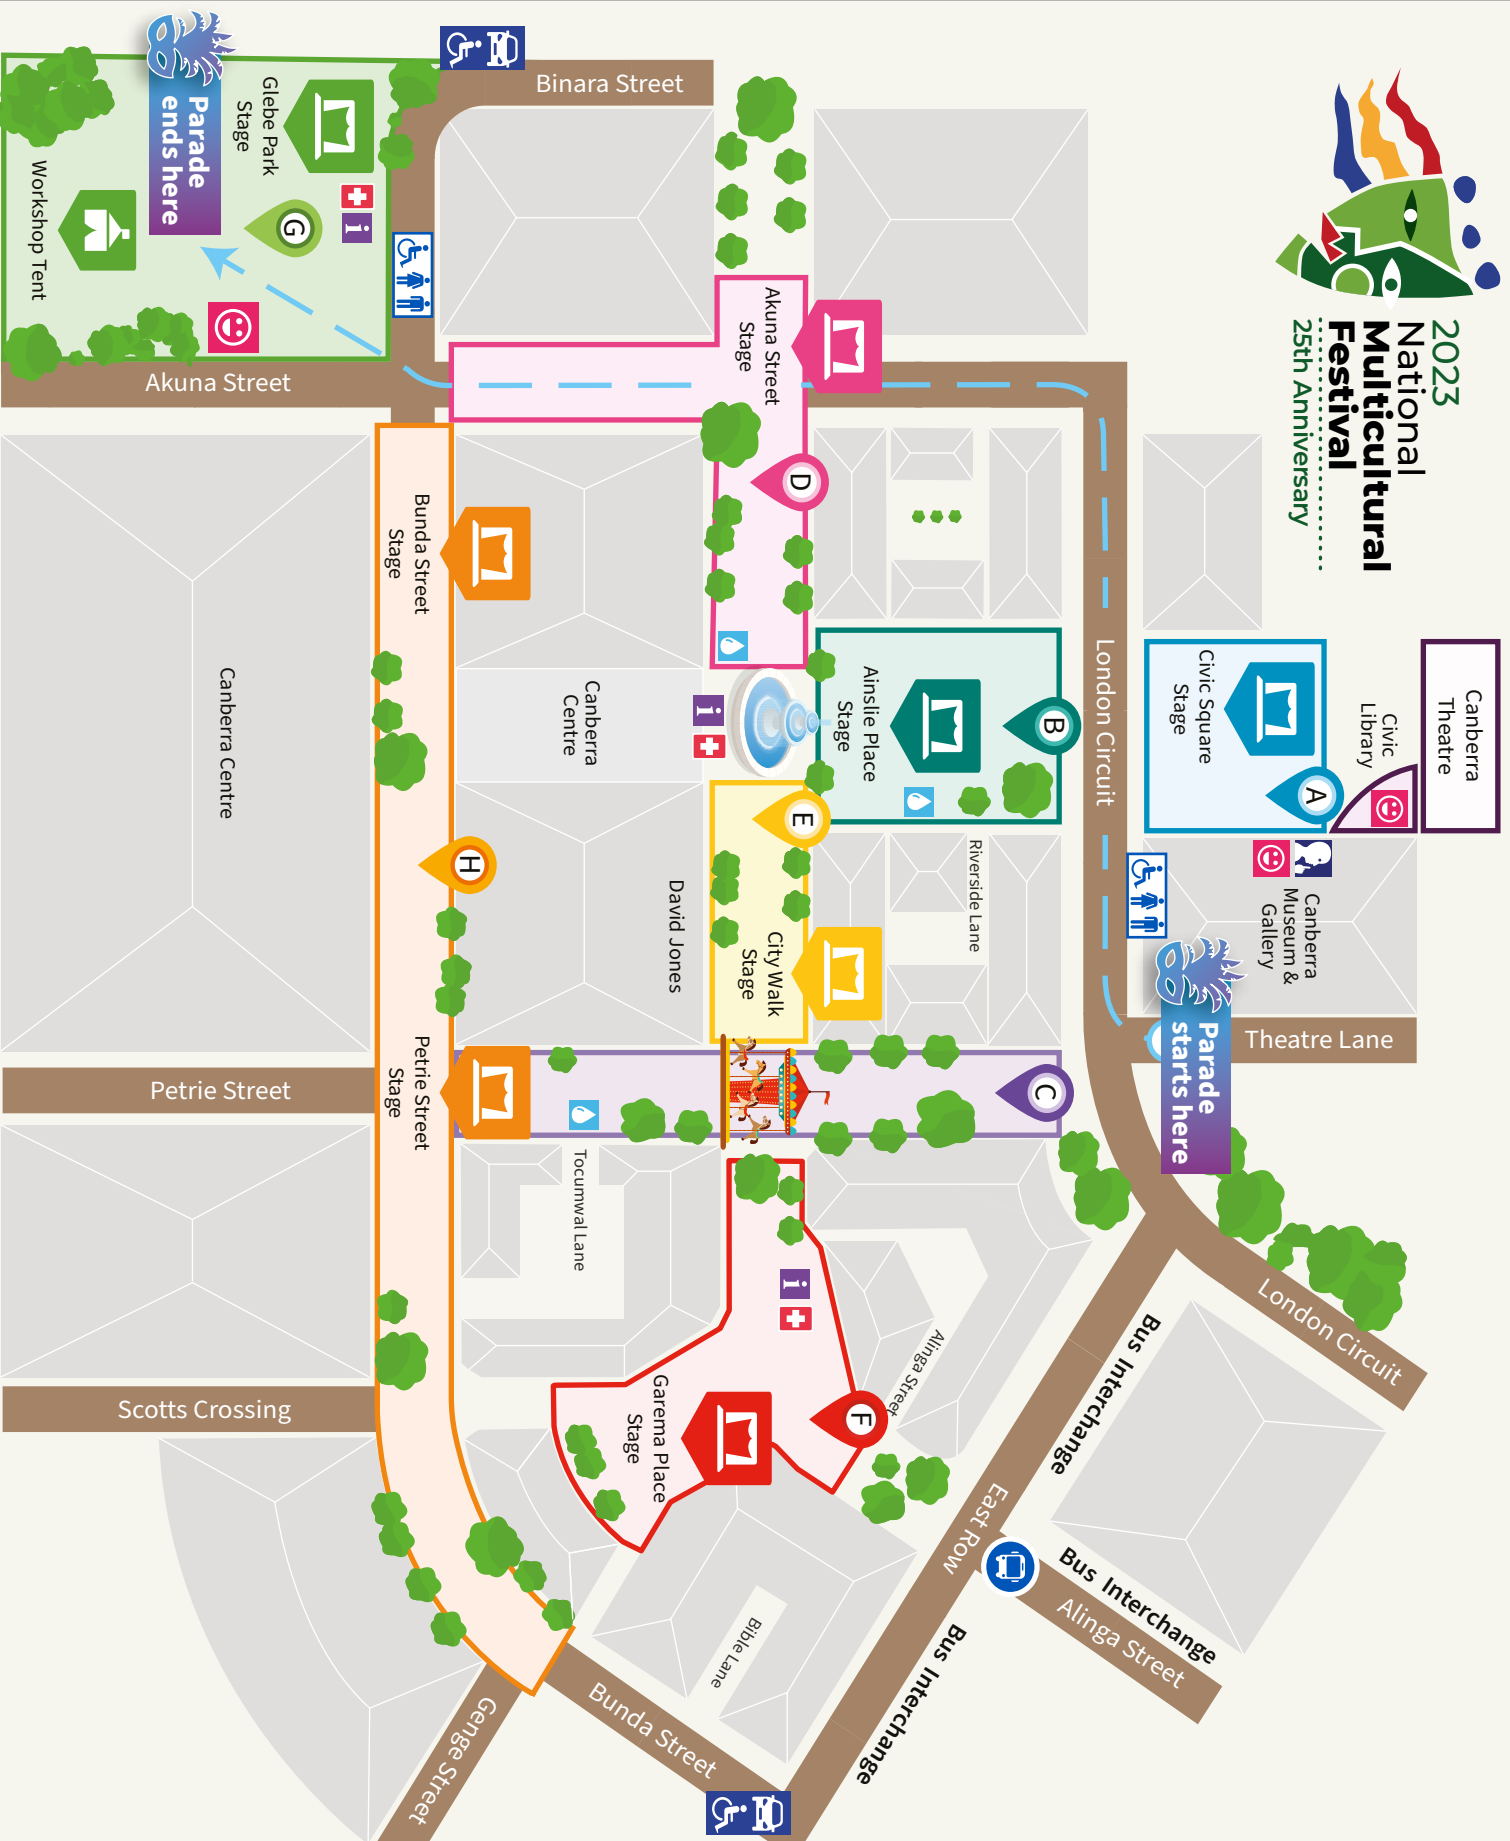 2023
National
Multicultural
Festival
25th Anniversary
Binara Street
Parade
ends here
Glebe Park
Stage
Workshop Tent
G
i
Akuna Street
Akuna Street
Stage
D
Bunda Street
Stage
Canberra Centre
Canberra
Centre
i
H
David Jones
Ainslie Place
Stage
B
London Circuit
Civic Square
Stage
A
Civic
Library
Canberra
Theatre
Canberra
Museum &
Gallery
E
City Walk
Stage
Riverside Lane
Parade
starts here
Theatre Lane
Petrie Street
Petrie Street
Stage
C
Tocumwal Lane
i
Garema Place
Stage
F
Alinga Street
Scotts Crossing
London Circuit
Bus Interchange
East Row
Bus Interchange
Alinga Street
Bus Interchange
Bible Lane
Bunda Street
Genge Street